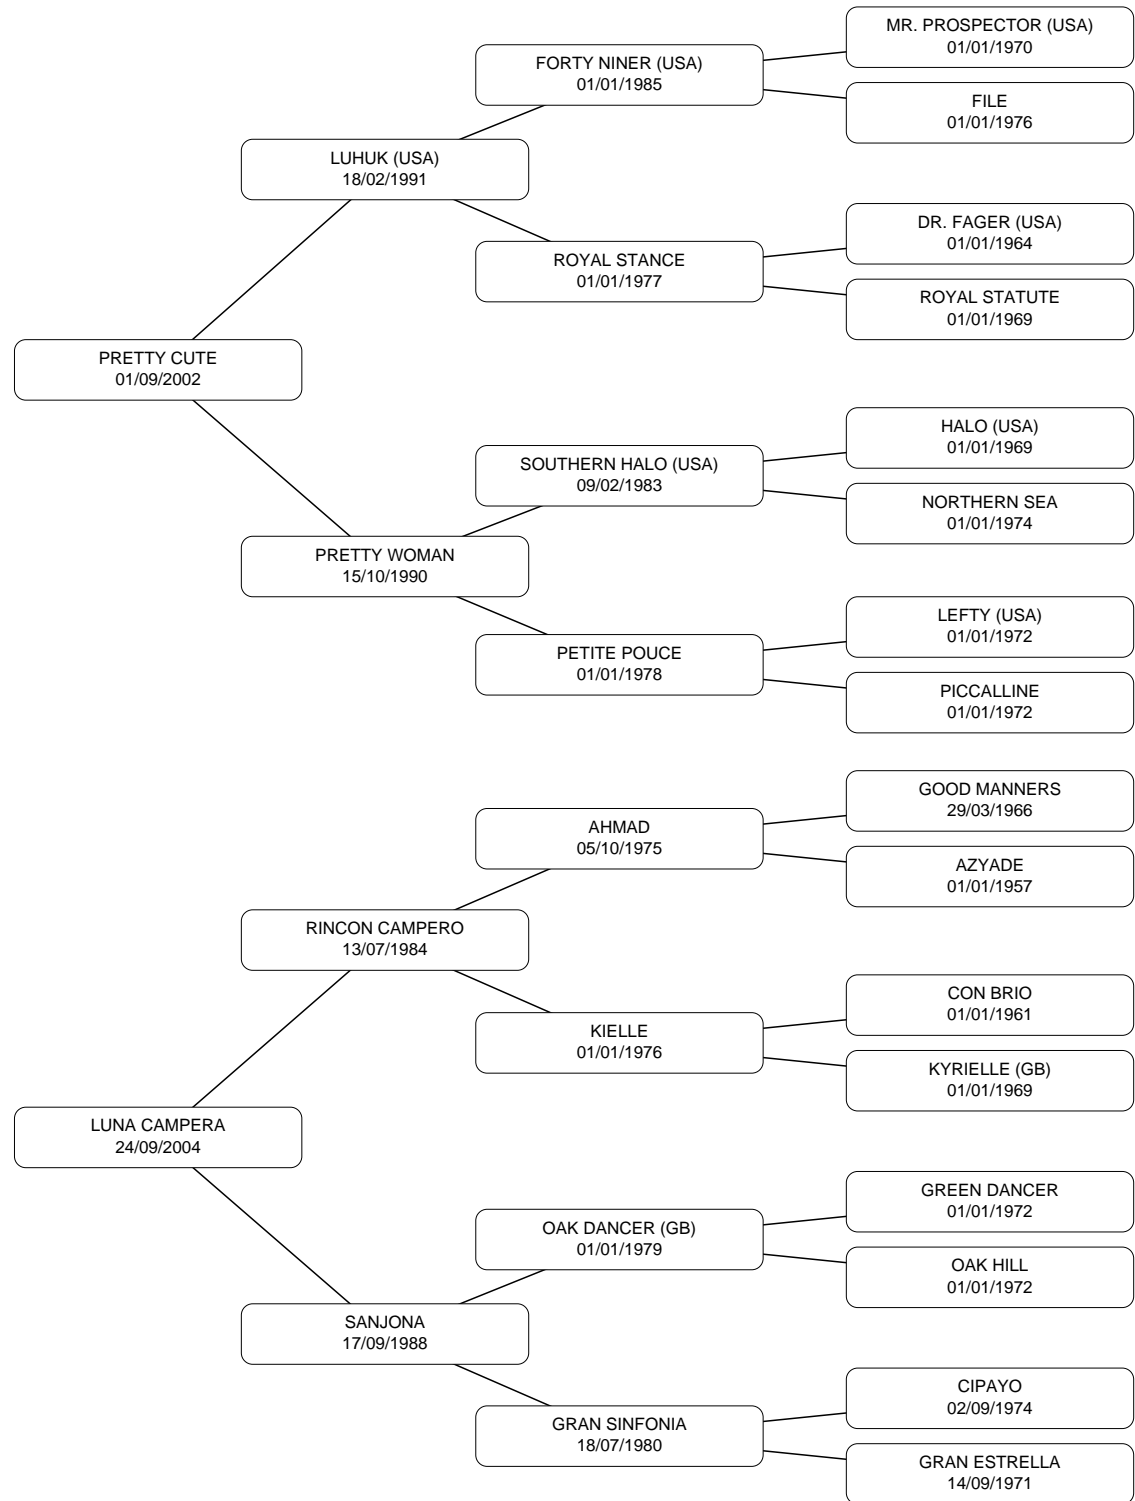 MR. PROSPECTOR (USA)
01/01/1970
FORTY NINER (USA)
01/01/1985
FILE
01/01/1976
LUHUK (USA)
18/02/1991
DR. FAGER (USA)
01/01/1964
ROYAL STANCE
01/01/1977
ROYAL STATUTE
01/01/1969
PRETTY CUTE
01/09/2002
HALO (USA)
01/01/1969
SOUTHERN HALO (USA)
09/02/1983
NORTHERN SEA
01/01/1974
PRETTY WOMAN
15/10/1990
LEFTY (USA)
01/01/1972
PETITE POUCE
01/01/1978
PICCALLINE
01/01/1972
GOOD MANNERS
29/03/1966
AHMAD
05/10/1975
AZYADE
01/01/1957
RINCON CAMPERO
13/07/1984
CON BRIO
01/01/1961
KIELLE
01/01/1976
KYRIELLE (GB)
01/01/1969
LUNA CAMPERA
24/09/2004
GREEN DANCER
01/01/1972
OAK DANCER (GB)
01/01/1979
OAK HILL
01/01/1972
SANJONA
17/09/1988
CIPAYO
02/09/1974
GRAN SINFONIA
18/07/1980
GRAN ESTRELLA
14/09/1971